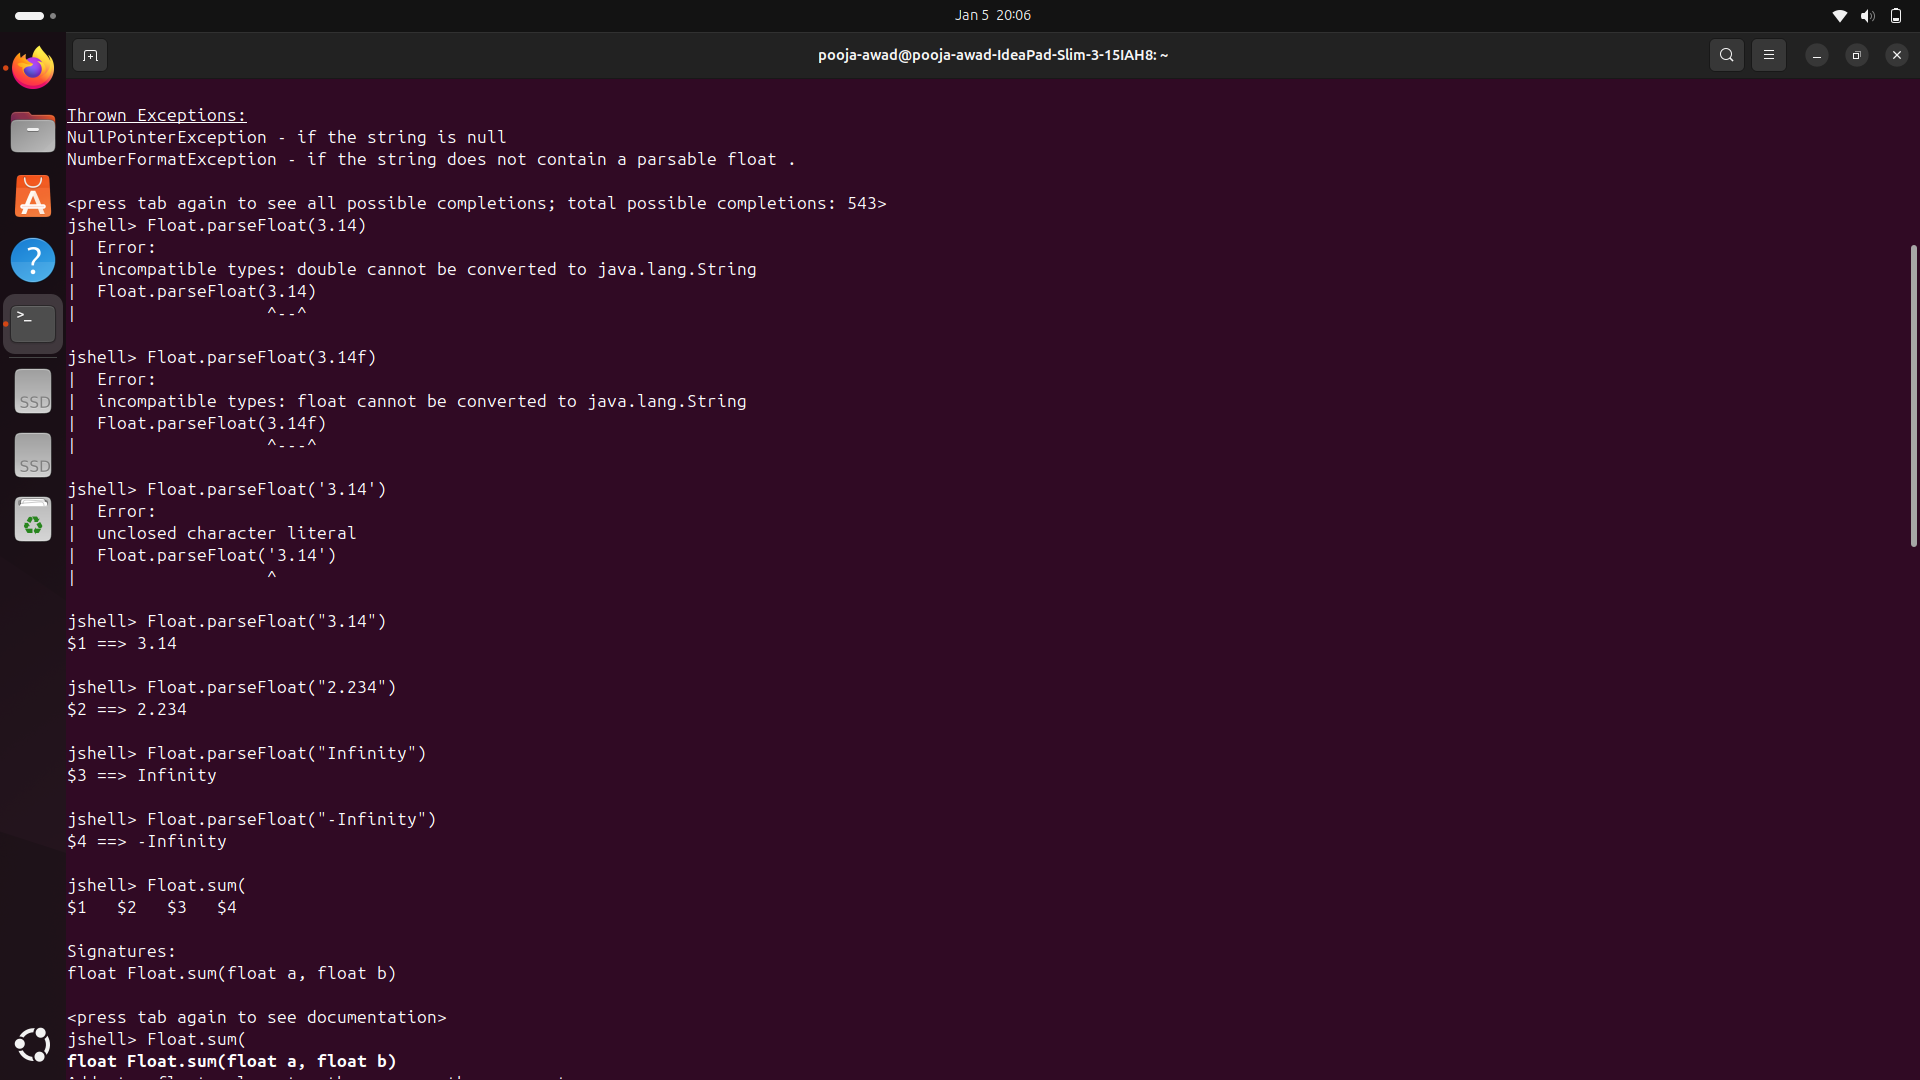 Jan 5 20:06
pooja-awad@pooja-awad-IdeaPad-Slim-3-15IAH8: ~
Thrown Exceptions:
NullPointerException - if the string is null
NumberFormatException - if the string does not contain a parsable float .
<press tab again to see all possible completions; total possible completions: 543>
jshell> Float.parseFloat(3.14)
|  Error:
|  incompatible types: double cannot be converted to java.lang.String
|  Float.parseFloat(3.14)
|                   ^--^
jshell> Float.parseFloat(3.14f)
|  Error:
|  incompatible types: float cannot be converted to java.lang.String
|  Float.parseFloat(3.14f)
|                   ^---^
jshell> Float.parseFloat('3.14')
|  Error:
|  unclosed character literal
|  Float.parseFloat('3.14')
|                   ^
jshell> Float.parseFloat("3.14")
$1 ==> 3.14
jshell> Float.parseFloat("2.234")
$2 ==> 2.234
jshell> Float.parseFloat("Infinity")
$3 ==> Infinity
jshell> Float.parseFloat("-Infinity")
$4 ==> -Infinity
jshell> Float.sum(
$1   $2   $3   $4
Signatures:
float Float.sum(float a, float b)
<press tab again to see documentation>
jshell> Float.sum(
float Float.sum(float a, float b)
SSD
SSD